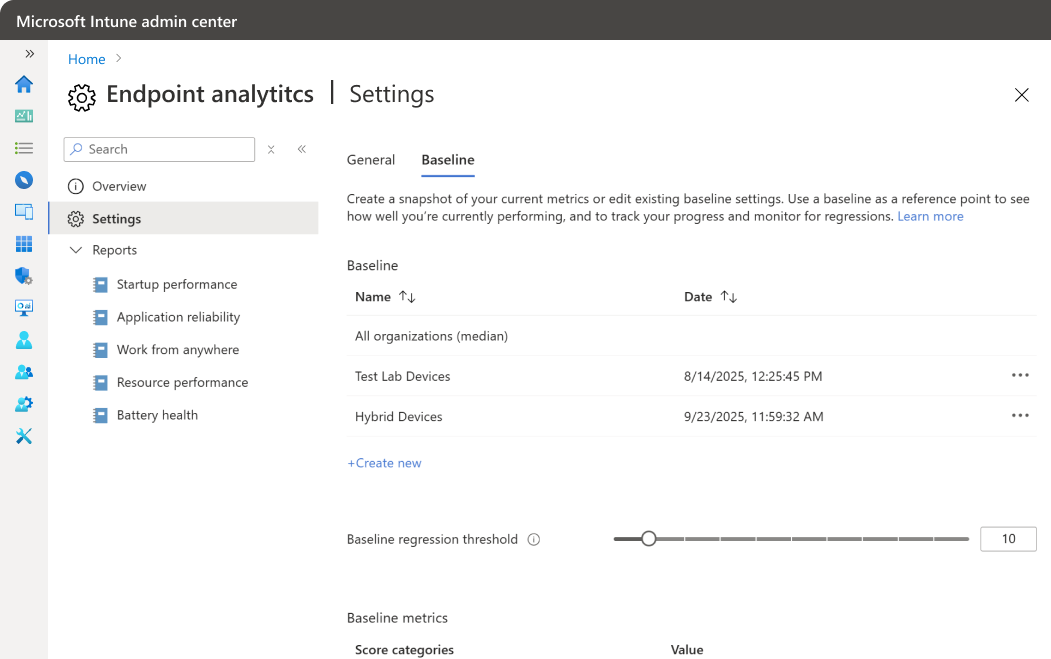 Microsoft Intune admin center
Home
Endpoint analytitcs | Settings
Search
Overview
Settings
Reports
Startup performance
Application reliability
Work from anywhere
Resource performance
Battery health
General Baseline
Create a snapshot of your current metrics or edit existing baseline settings. Use a baseline as a reference point to see
how well you’re currently performing, and to track your progress and monitor for regressions. Learn more
Baseline
Name Date
All organizations (median)
Test Lab Devices 8/14/2025, 12:25:45 PM
Hybrid Devices 9/23/2025, 11:59:32 AM
+Create new
Baseline regression threshold 10
Baseline metrics
Score categories Value